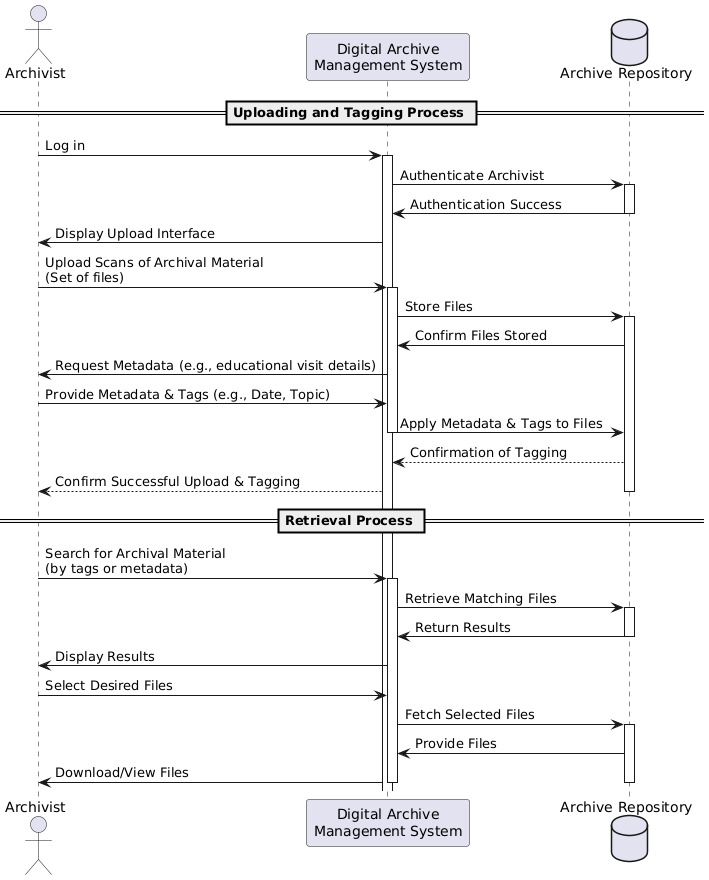 Archivist
Digital Archive
Management System
Archive Repository
Uploading and Tagging Process
Log in
Authenticate Archivist
Authentication Success
Display Upload Interface
Upload Scans of Archival Material
(Set of files)
Store Files
Confirm Files Stored
Request Metadata (e.g., educational visit details)
Provide Metadata & Tags (e.g., Date, Topic)
Apply Metadata & Tags to Files
Confirmation of Tagging
Confirm Successful Upload & Tagging
Retrieval Process
Search for Archival Material
(by tags or metadata)
Retrieve Matching Files
Return Results
Display Results
Select Desired Files
Fetch Selected Files
Provide Files
Download/View Files
Archivist
Digital Archive
Management System
Archive Repository